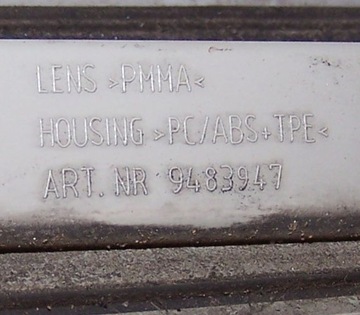 LENS >PMMA<
HOUSING >PC/ABS+TPE<
ART. NR 9483947